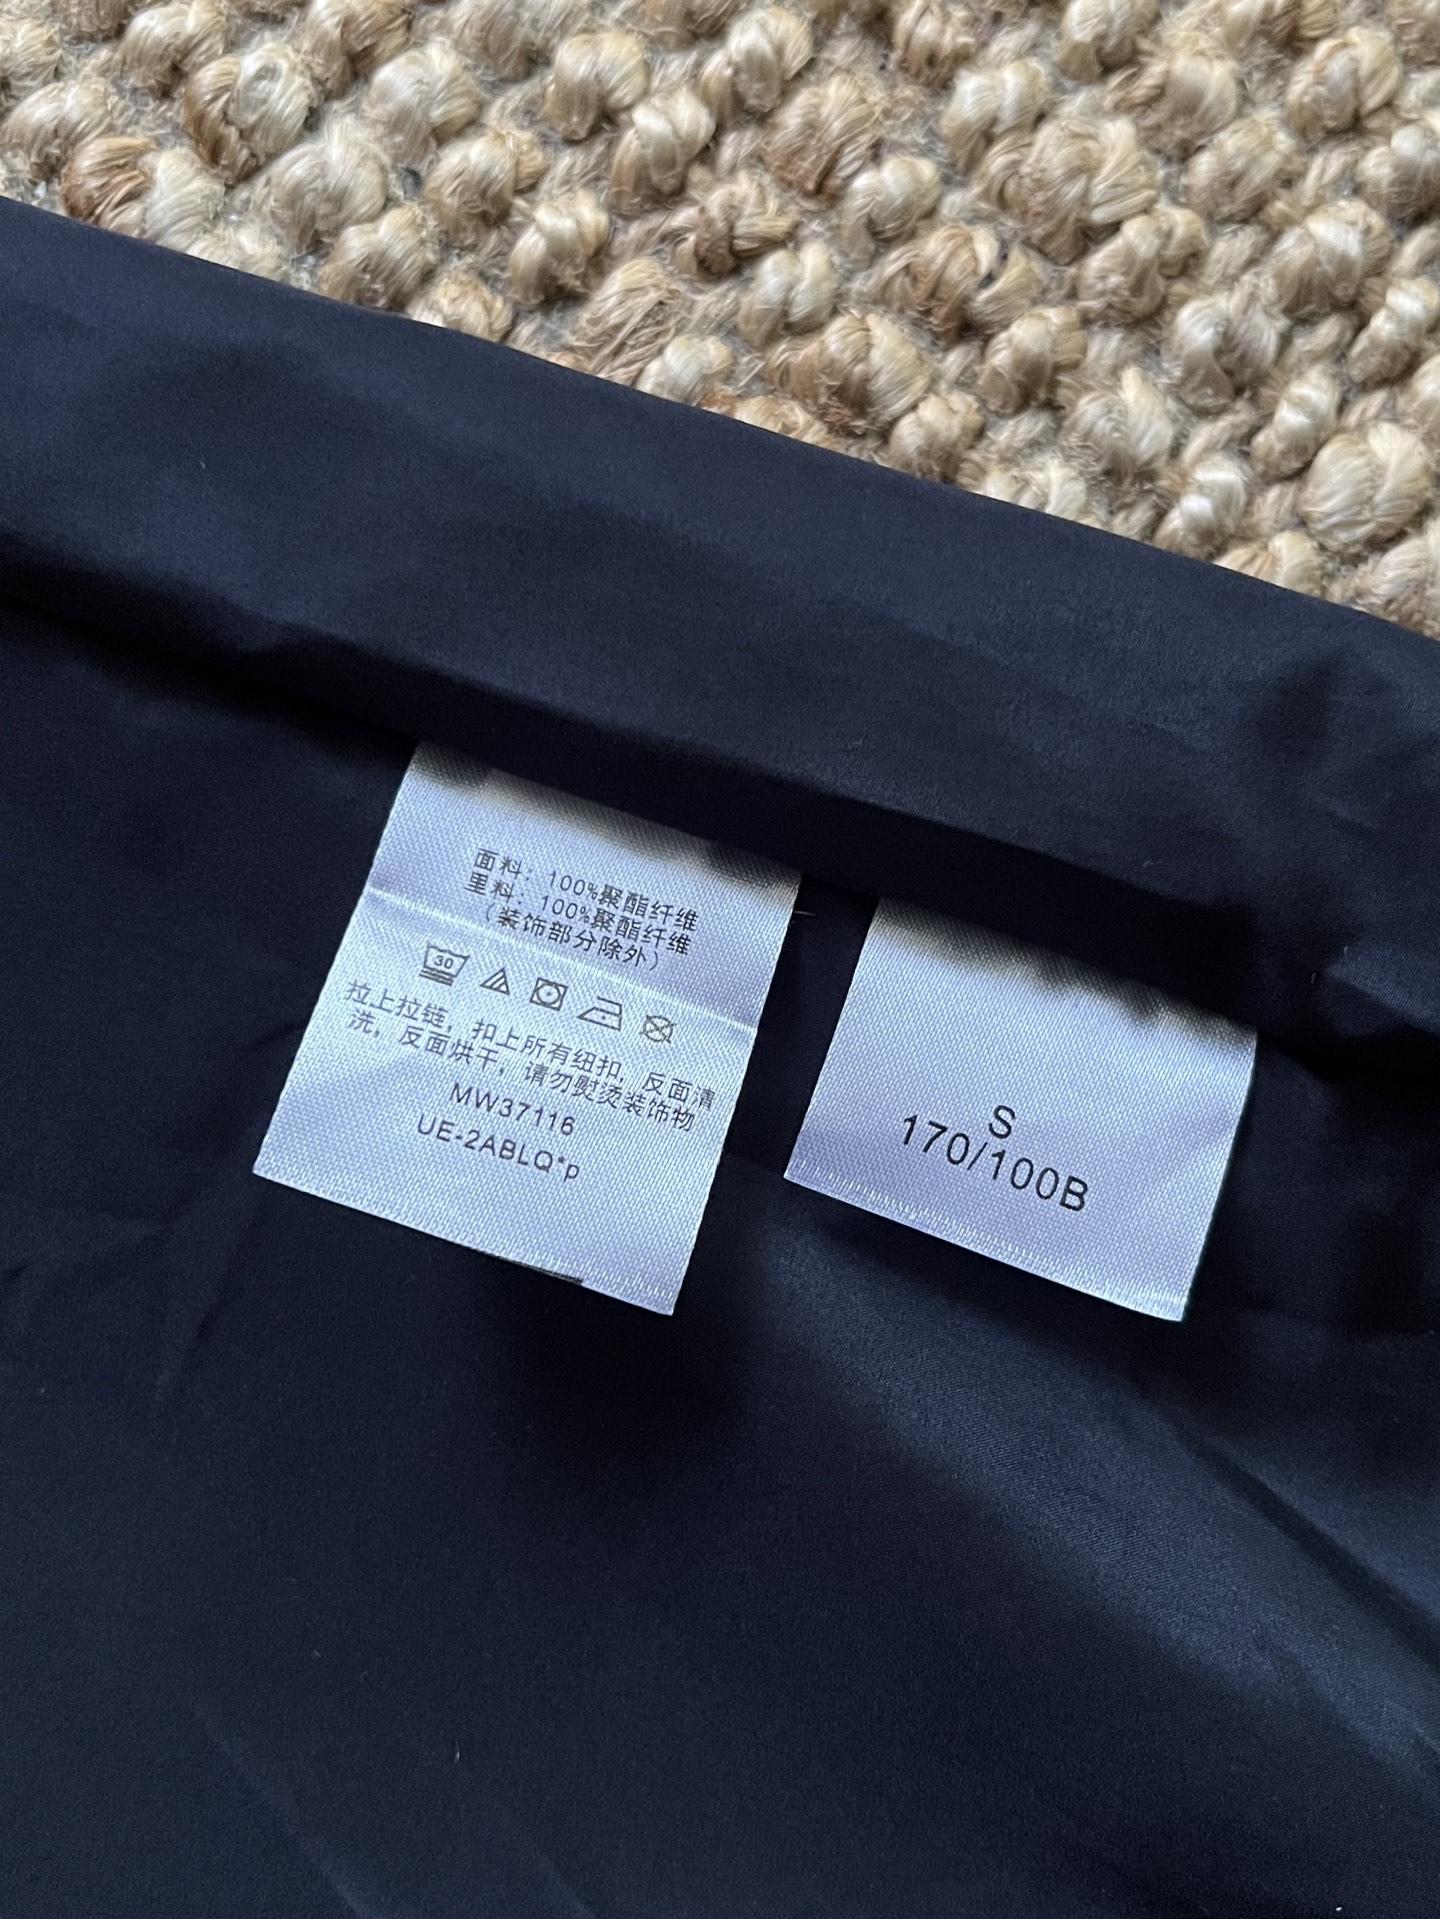 面料：100%聚酯纤维
里料：100%聚酯纤维
（装饰部分除外）
30
拉上拉链，扣上所有纽扣，反面清
洗，反面烘干，请勿熨烫装饰物
MW37116
UE-2ABLQ*p
S
170/100B